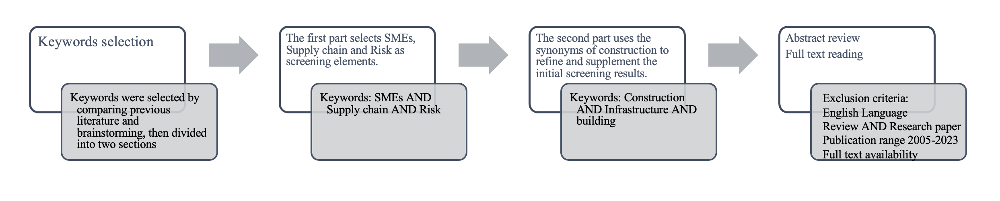 Keywords selection
Keywords were selected by
comparing previous
literature and
brainstorming, then divided
into two sections
The first part selects SMEs,
Supply chain and Risk as
screening elements.
Keywords: SMEs AND
Supply chain AND Risk
The second part uses the
synonyms of construction to
refine and supplement the
initial screening results.
Keywords: Construction
AND Infrastructure AND
building
Abstract review
Full text reading
Exclusion criteria:
English Language
Review AND Research paper
Publication range 2005-2023
Full text availability